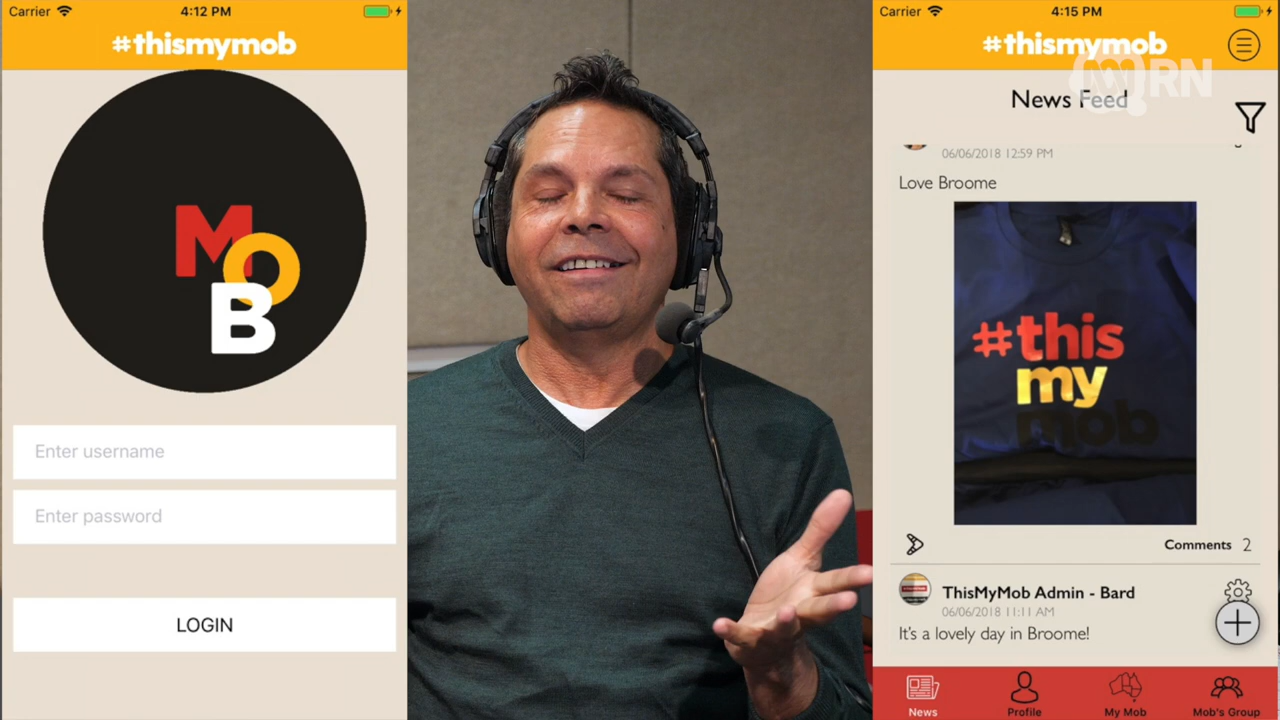 Carrier
4:12 PM
#thismymob
MOB
Enter username
Enter password
LOGIN
Carrier
4:15 PM
#thismymob
RN
News Feed
06/06/2018 12:59 PM
Love Broome
#this
my
mob
Comments 2
ThisMyMob Admin - Bard
06/06/2018 11:11 AM
It's a lovely day in Broome!
News
Profile
My Mob
Mob's Group